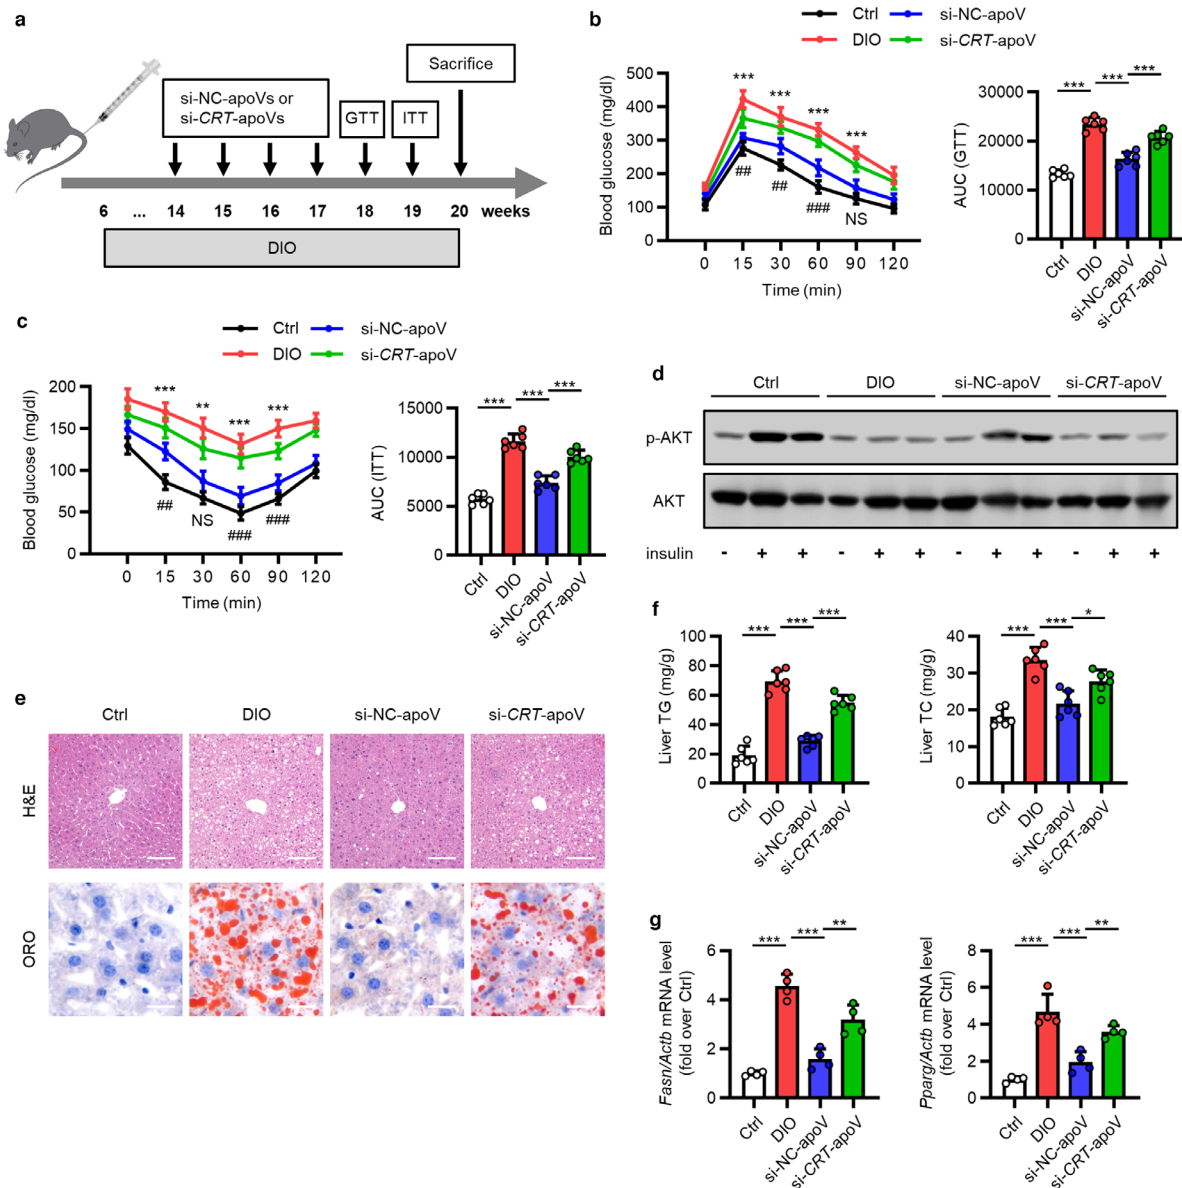 a
Sacrifice
si-NC-apoVs or
si-CRT-apoVs
GTT
ITT
6 ... 14 15 16 17 18 19 20 weeks
DIO
b
Ctrl
si-NC-apoV
DIO
si-CRT-apoV
Blood glucose (mg/dl)
500
400
300
200
100
0
***
***
***
***
##
##
###
NS
0 15 30 60 90 120
Time (min)
AUC (GTT)
30000
20000
10000
0
***
***
***
Ctrl
DIO
si-NC-apoV
si-CRT-apoV
c
Ctrl
si-NC-apoV
DIO
si-CRT-apoV
Blood glucose (mg/dl)
200
150
100
50
0
***
**
***
***
##
NS
###
###
0 15 30 60 90 120
Time (min)
AUC (ITT)
15000
10000
5000
0
***
***
***
Ctrl
DIO
si-NC-apoV
si-CRT-apoV
d
Ctrl DIO si-NC-apoV si-CRT-apoV
p-AKT
AKT
insulin - + + - + + - + + - + +
e
Ctrl DIO si-NC-apoV si-CRT-apoV
H&E
ORO
f
Liver TG (mg/g)
100
80
60
40
20
0
***
***
***
Ctrl
DIO
si-NC-apoV
si-CRT-apoV
Liver TC (mg/g)
40
30
20
10
0
***
***
*
Ctrl
DIO
si-NC-apoV
si-CRT-apoV
g
Fasn/Actb mRNA level
(fold over Ctrl)
6
4
2
0
***
***
**
Ctrl
DIO
si-NC-apoV
si-CRT-apoV
Pparg/Actb mRNA level
(fold over Ctrl)
8
6
4
2
0
***
***
**
Ctrl
DIO
si-NC-apoV
si-CRT-apoV